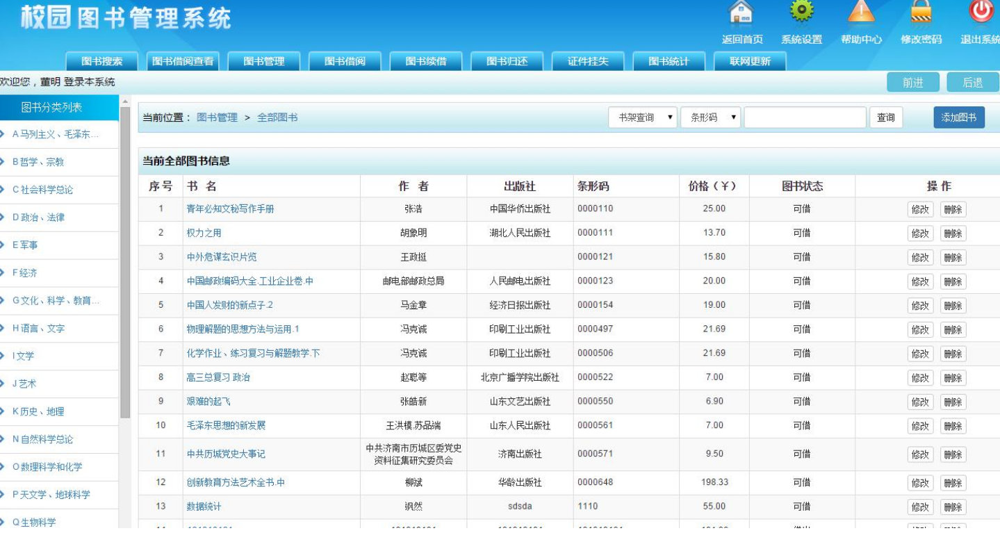 校园图书管理系统
返回首页 系统设置 帮助中心 修改密码 退出系统
图书搜索 图书借阅查看 图书管理 图书借阅 图书续借 图书归还 证件挂失 图书统计 联网更新
欢迎您，董明 登录本系统 前进 后退
图书分类列表
A马列主义、毛泽东...
B哲学、宗教
C社会科学总论
D政治、法律
E军事
F经济
G文化、科学、教育...
H语言、文字
I文学
J艺术
K历史、地理
N自然科学总论
O数理科学和化学
P天文学、地球科学
Q生物科学
当前位置： 图书管理 > 全部图书 书架查询 条形码 查询 添加图书
当前全部图书信息
序号 书 名 作 者 出版社 条形码 价格（￥） 图书状态 操作
1 青年必知文秘写作手册 张浩 中国华侨出版社 0000110 25.00 可借 修改 删除
2 权力之用 胡象明 湖北人民出版社 0000111 13.70 可借 修改 删除
3 中外危谋玄识片览 王政挺 0000121 15.80 可借 修改 删除
4 中国邮政编码大全.工业企业卷.中 邮电部邮政总局 人民邮电出版社 0000123 20.00 可借 修改 删除
5 中国人发财的新点子.2 马金章 经济日报出版社 0000154 19.00 可借 修改 删除
6 物理解题的思想方法与运用.1 冯克诚 印刷工业出版社 0000497 21.69 可借 修改 删除
7 化学作业、练习复习与解题教学.下 冯克诚 印刷工业出版社 0000506 21.69 可借 修改 删除
8 高三总复习 政治 赵聪等 北京广播学院出版社 0000522 7.00 可借 修改 删除
9 艰难的起飞 张皓新 山东文艺出版社 0000550 6.90 可借 修改 删除
10 毛泽东思想的新发展 王洪模.苏品端 山东人民出版社 0000561 7.00 可借 修改 删除
11 中共历城党史大事记 中共济南市历城区委党史 济南出版社 0000571 9.50 可借 修改 删除
资料征集研究委员会
12 创新教育方法艺术全书.中 柳斌 华龄出版社 0000648 198.33 可借 修改 删除
13 数据统计 飒然 sdsda 1110 55.00 可借 修改 删除